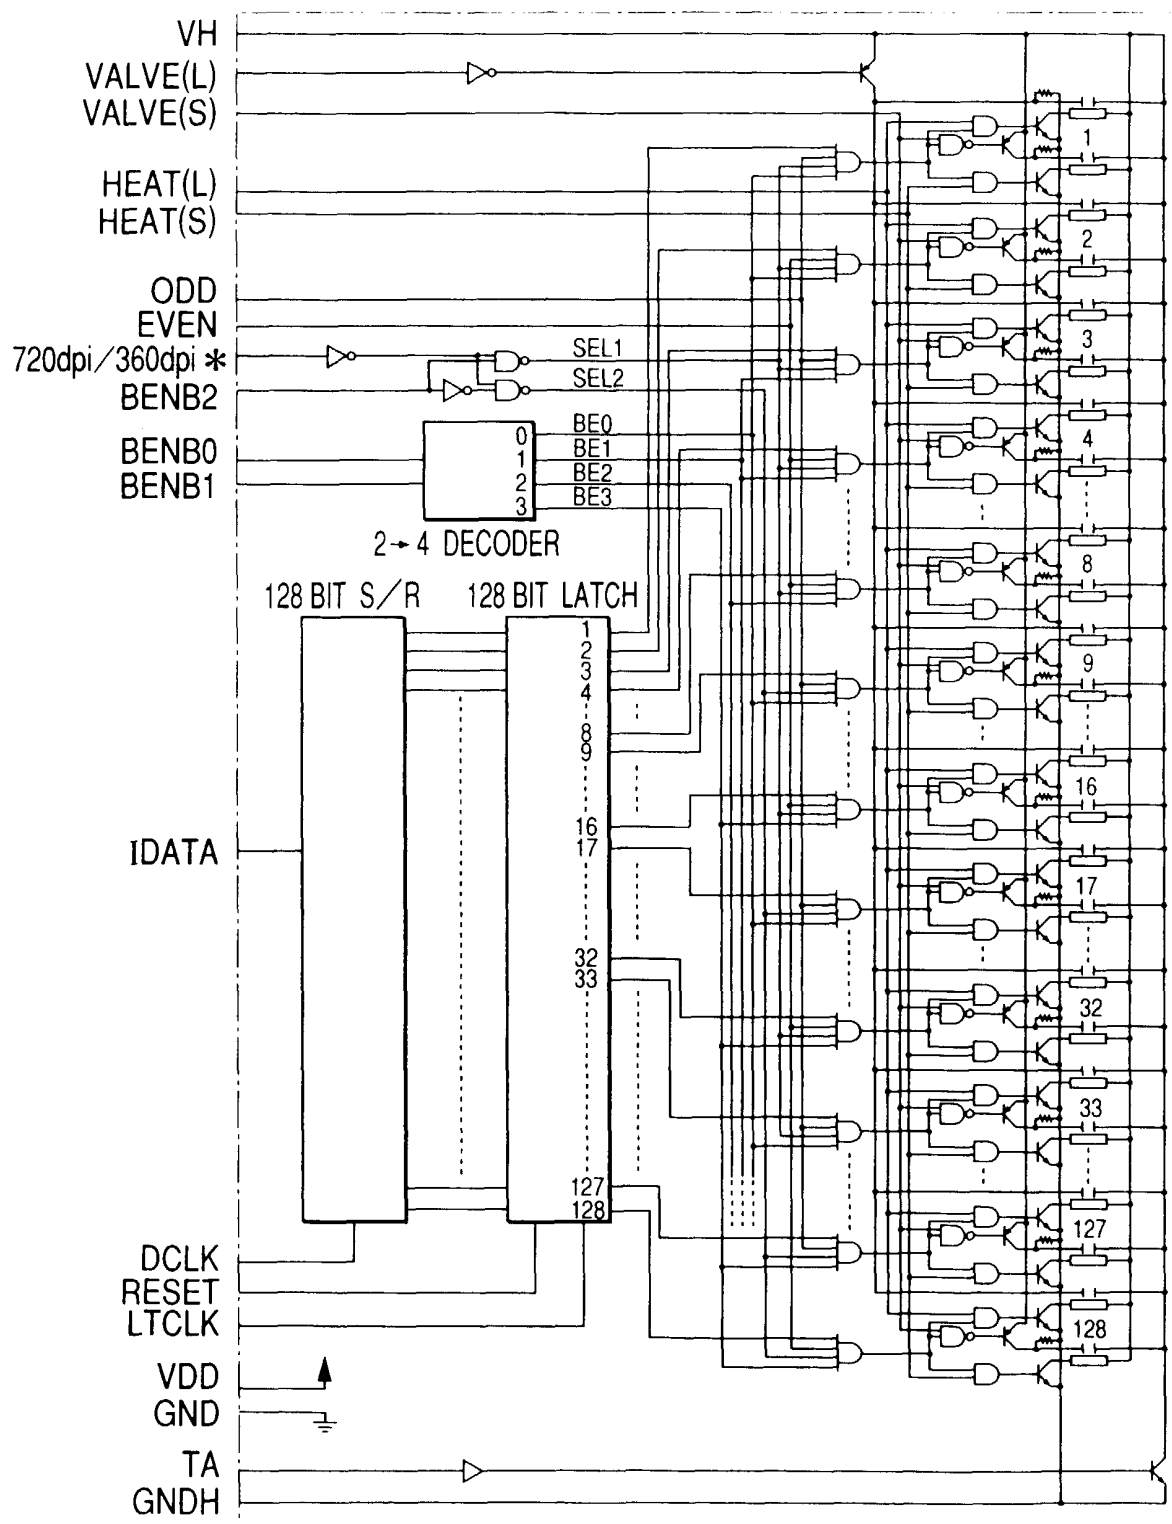 VH
VALVE(L)
VALVE(S)
HEAT(L)
HEAT(S)
ODD
EVEN
720dpi/360dpi *
BENB2
BENB0
BENB1
SEL1
SEL2
BE0
BE1
BE2
BE3
0
1
2
3
2→4 DECODER
128 BIT S/R
128 BIT LATCH
1
2
3
4
8
9
16
17
32
33
127
128
IDATA
DCLK
RESET
LTCLK
VDD
GND
TA
GNDH
1
2
3
4
8
9
16
17
32
33
127
128